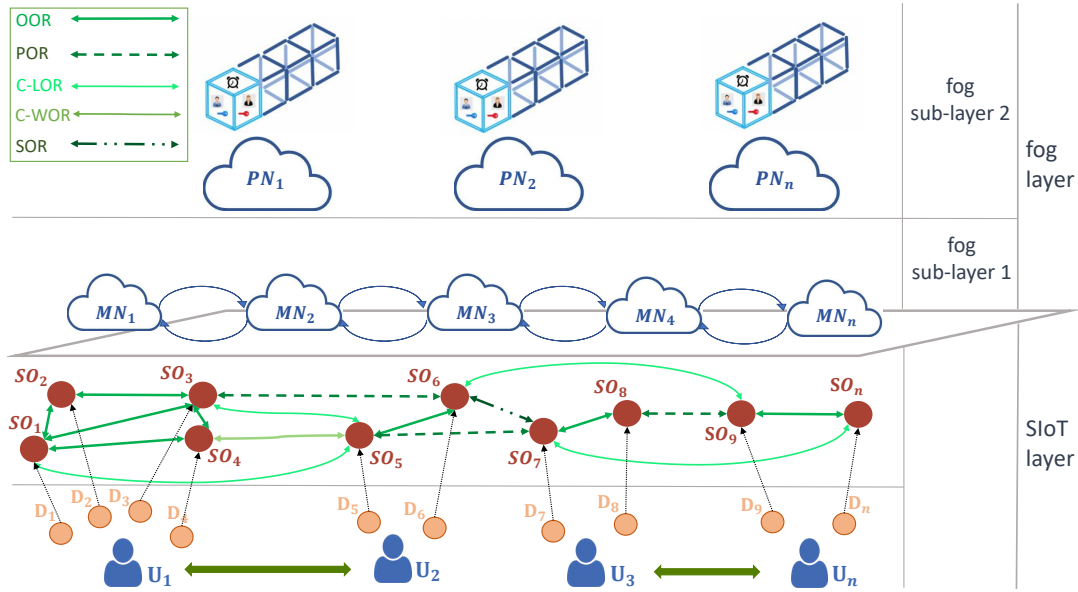 OOR
POR
C-LOR
C-WOR
SOR
PN₁
PN₂
PNₙ
fog
sub-layer 2
fog
layer
fog
sub-layer 1
MN₁
MN₂
MN₃
MN₄
MNₙ
SO₂
SO₃
SO₆
SO₈
SOₙ
SO₁
SO₄
SO₅
SO₇
SO₉
SIoT
layer
D₁
D₂
D₃
D₄
D₅
D₆
D₇
D₈
D₉
Dₙ
U₁
U₂
U₃
Uₙ